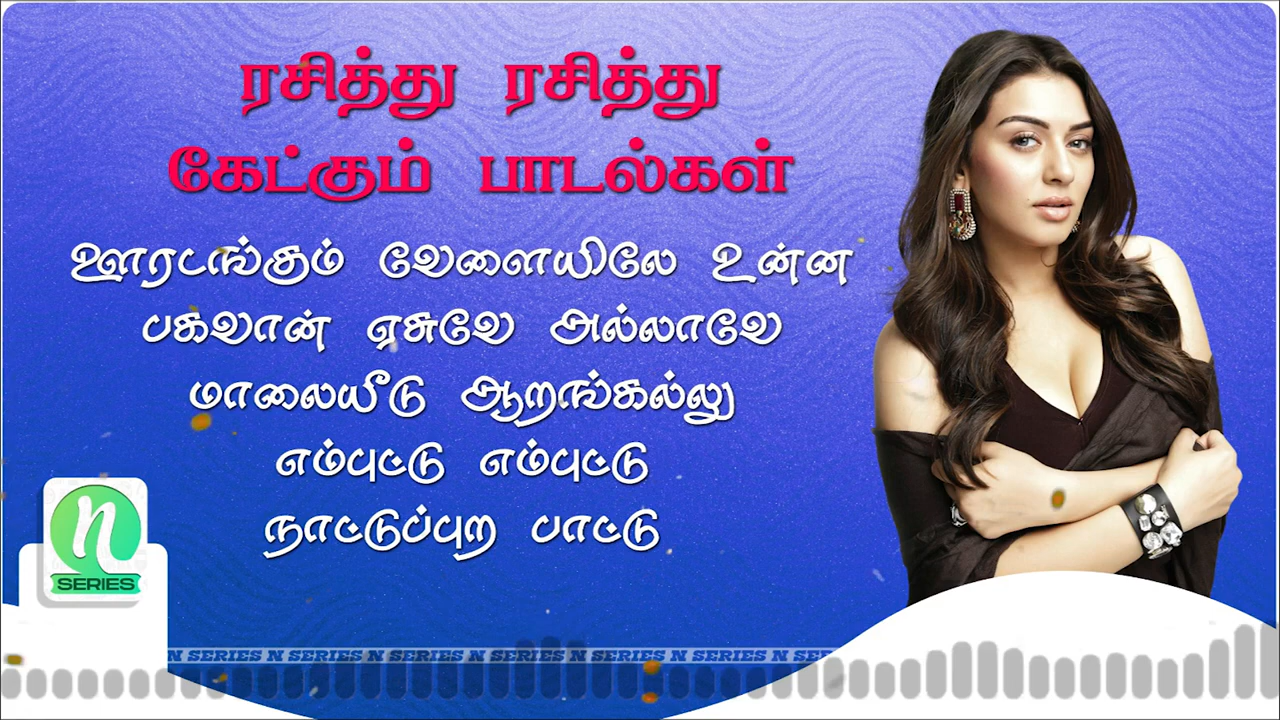 ரசித்து ரசித்து
கேட்கும் பாடல்கள்
ஊரடங்கும் வேளையிலே உன்ன
பகவான் ஏசுவே அல்லாவே
மாலையீடு ஆறங்கல்லு
எம்புட்டு எம்புட்டு
நாட்டுப்புற பாட்டு
n
SERIES
N SERIES N SERIES N SERIES N SERIES N SERIES N SERIES N SERIES